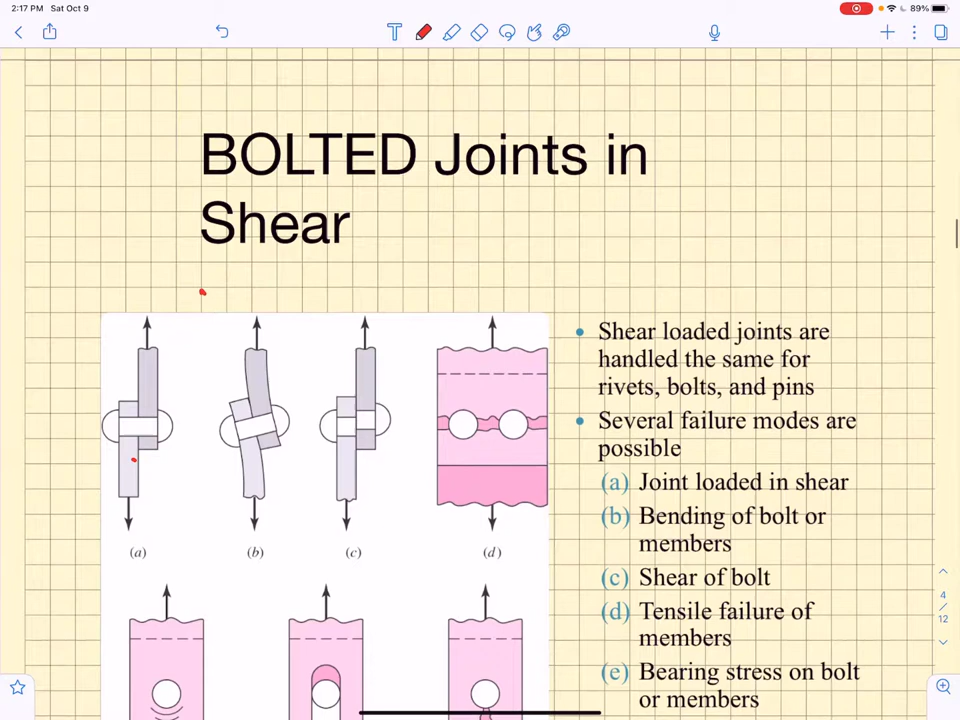 2:17 PM Sat Oct 9
89%
T
BOLTED Joints in
Shear
(a)
(b)
(c)
(d)
• Shear loaded joints are
handled the same for
rivets, bolts, and pins
• Several failure modes are
possible
(a) Joint loaded in shear
(b) Bending of bolt or
members
(c) Shear of bolt
(d) Tensile failure of
members
(e) Bearing stress on bolt
or members
4
/
12